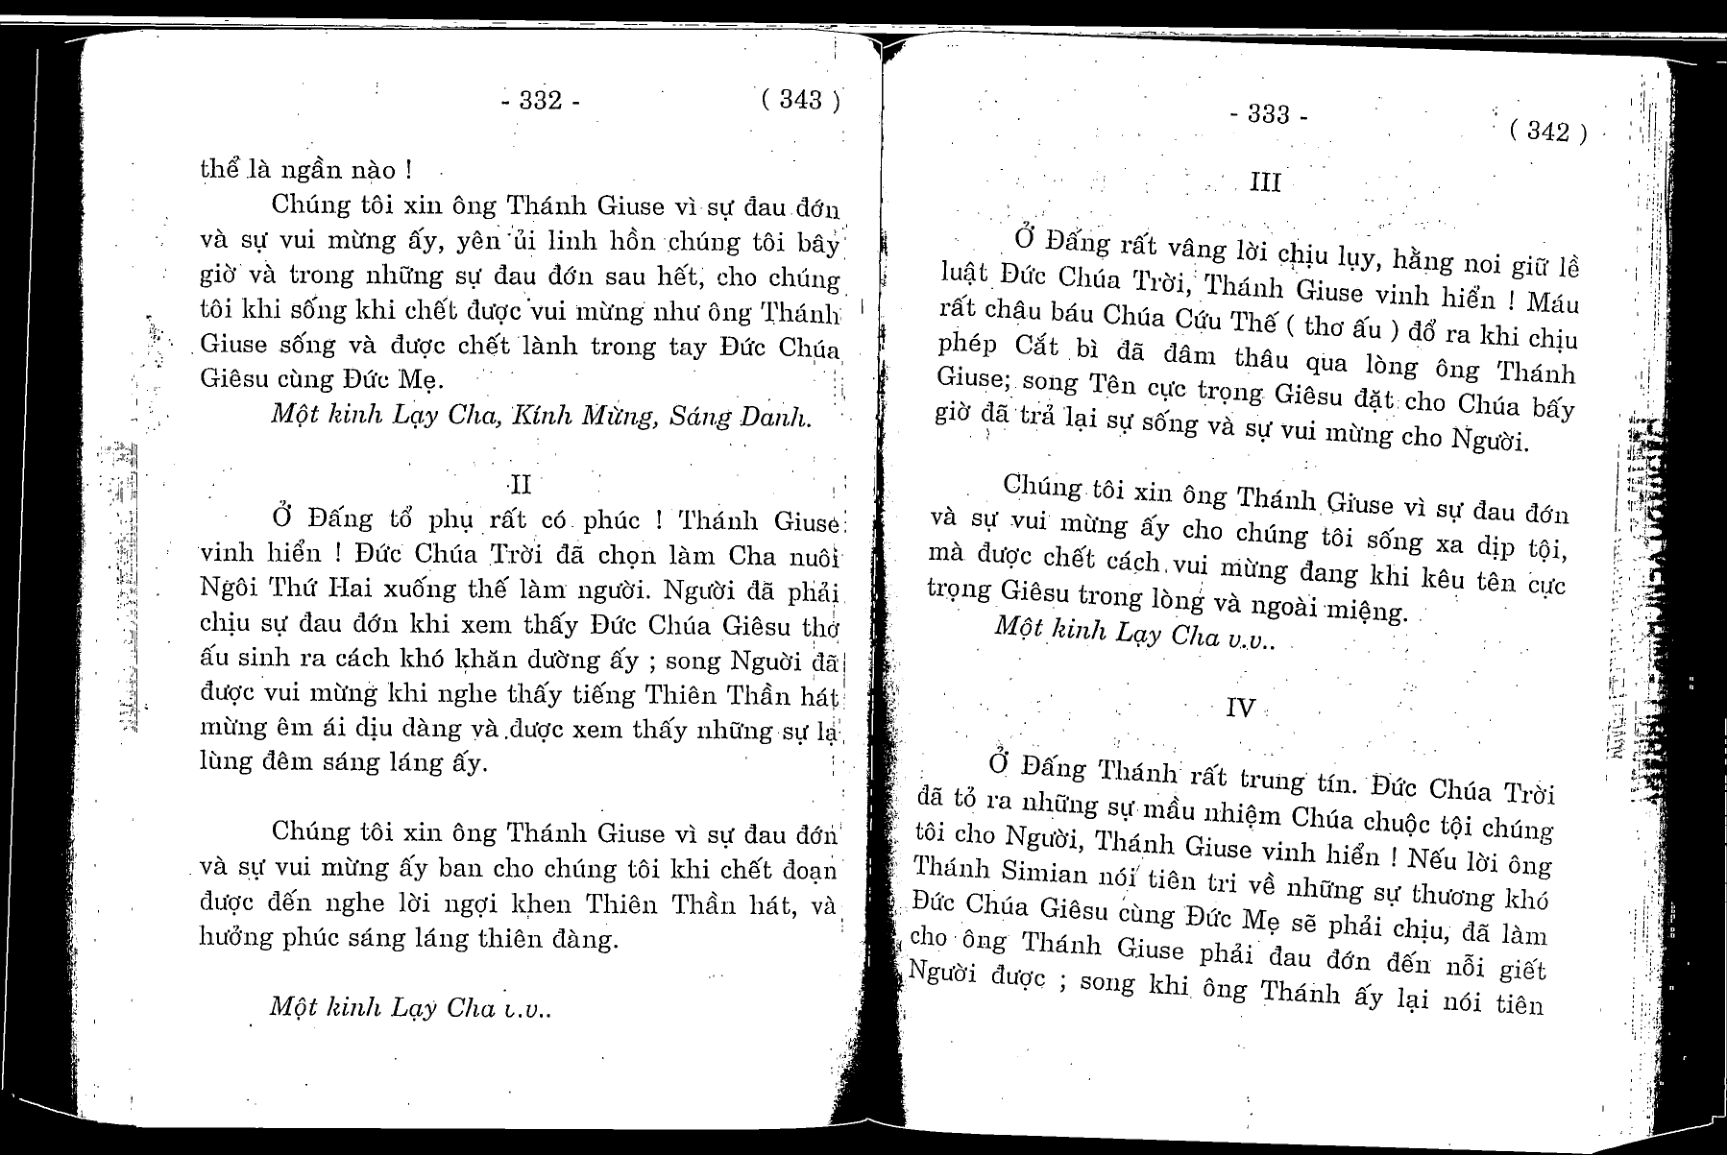 - 332 -
( 343 )
thể là ngần nào !
Chúng tôi xin ông Thánh Giuse vì sự đau đớn
và sự vui mừng ấy, yên ủi linh hồn chúng tôi bây
giờ và trong những sự đau đớn sau hết, cho chúng
tôi khi sống khi chết được vui mừng như ông Thánh
Giuse sống và được chết lành trong tay Đức Chúa
Giêsu cùng Đức Mẹ.
Một kinh Lạy Cha, Kính Mừng, Sáng Danh.
II
Ở Đấng tổ phụ rất có phúc ! Thánh Giuse
vinh hiển ! Đức Chúa Trời đã chọn làm Cha nuôi
Ngôi Thứ Hai xuống thế làm người. Người đã phải
chịu sự đau đớn khi xem thấy Đức Chúa Giêsu thơ
ấu sinh ra cách khó khăn dường ấy ; song Người đã
được vui mừng khi nghe thấy tiếng Thiên Thần hát
mừng êm ái dịu dàng và được xem thấy những sự lạ
lùng đêm sáng láng ấy.
Chúng tôi xin ông Thánh Giuse vì sự đau đớn
và sự vui mừng ấy ban cho chúng tôi khi chết đoạn
được đến nghe lời ngợi khen Thiên Thần hát, và
hưởng phúc sáng láng thiên đàng.
Một kinh Lạy Cha v.v..
- 333 -
( 342 )
III
Ở Đấng rất vâng lời chịu lụy, hằng noi giữ lề
luật Đức Chúa Trời, Thánh Giuse vinh hiển ! Máu
rất châu báu Chúa Cứu Thế ( thơ ấu ) đổ ra khi chịu
phép Cắt bì đã đâm thâu qua lòng ông Thánh
Giuse; song Tên cực trọng Giêsu đặt cho Chúa bấy
giờ đã trả lại sự sống và sự vui mừng cho Người.
Chúng tôi xin ông Thánh Giuse vì sự đau đớn
và sự vui mừng ấy cho chúng tôi sống xa dịp tội,
mà được chết cách vui mừng đang khi kêu tên cực
trọng Giêsu trong lòng và ngoài miệng.
Một kinh Lạy Cha v.v..
IV
Ở Đấng Thánh rất trung tín. Đức Chúa Trời
đã tỏ ra những sự mầu nhiệm Chúa chuộc tội chúng
tôi cho Người, Thánh Giuse vinh hiển ! Nếu lời ông
Thánh Simian nói tiên tri về những sự thương khó
Đức Chúa Giêsu cùng Đức Mẹ sẽ phải chịu, đã làm
cho ông Thánh Giuse phải đau đớn đến nỗi giết
Người được ; song khi ông Thánh ấy lại nói tiên